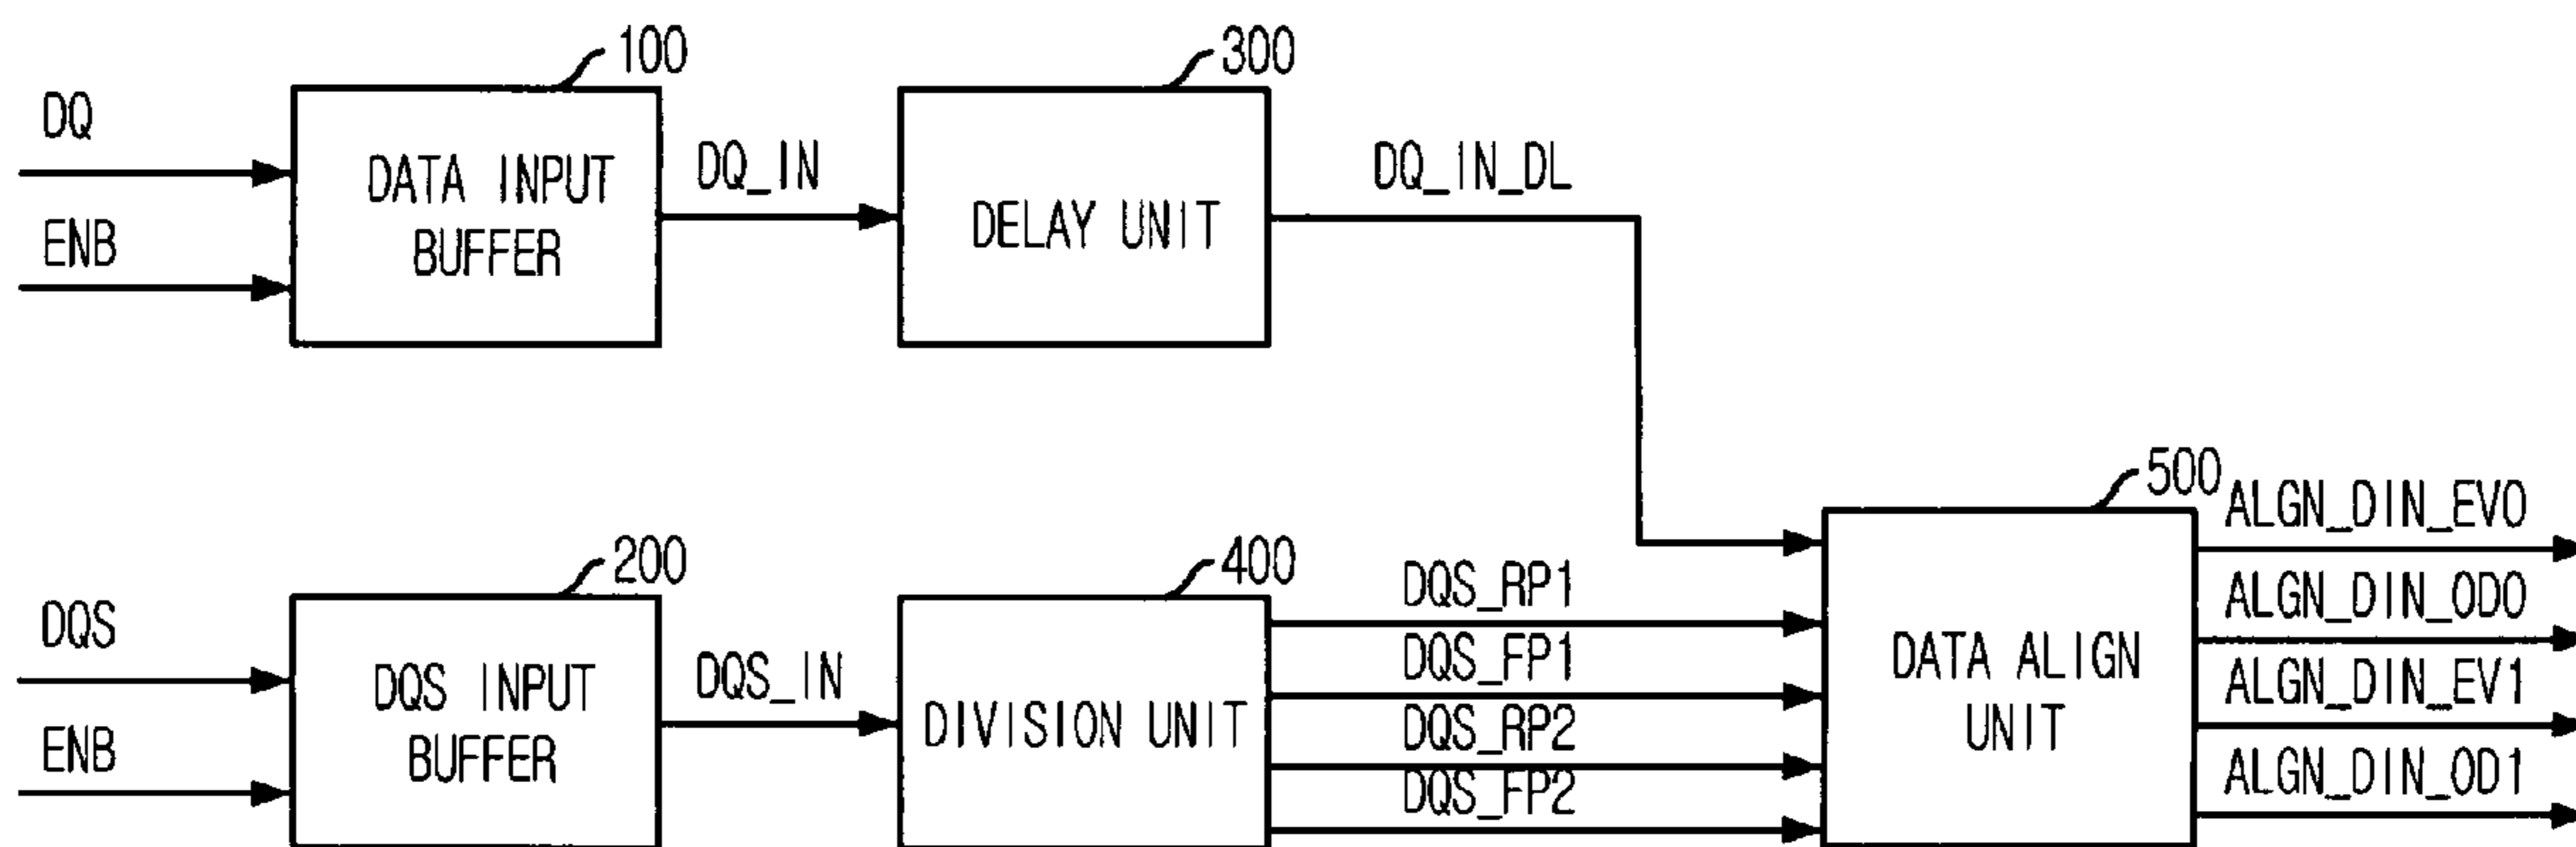 100
DQ
ENB
DATA INPUT
BUFFER
DQ_IN
300
DELAY UNIT
DQ_IN_DL
200
DQS
ENB
DQS INPUT
BUFFER
DQS_IN
400
DIVISION UNIT
DQS_RP1
DQS_FP1
DQS_RP2
DQS_FP2
500
DATA ALIGN
UNIT
ALGN_DIN_EV0
ALGN_DIN_OD0
ALGN_DIN_EV1
ALGN_DIN_OD1